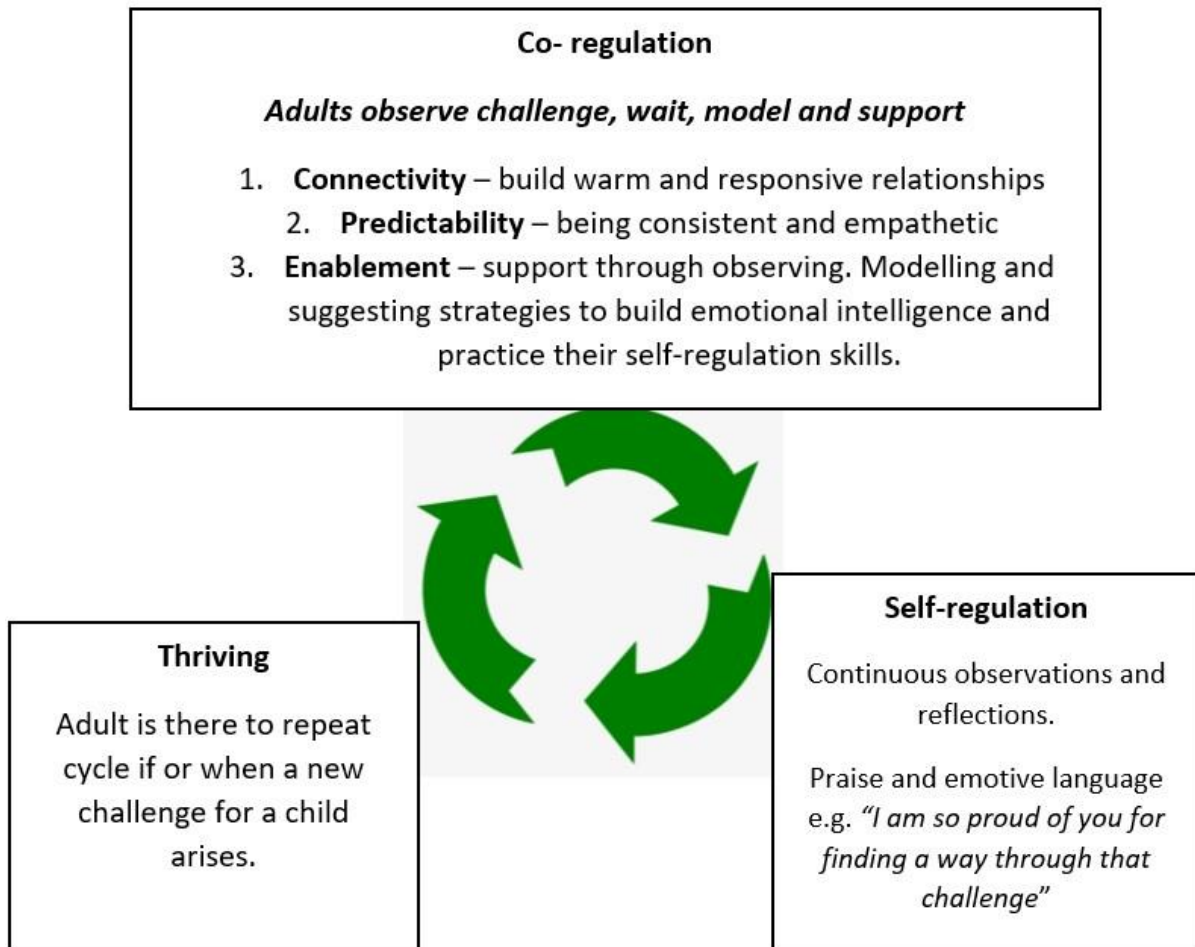 Co- regulation
Adults observe challenge, wait, model and support
1. Connectivity – build warm and responsive relationships
2. Predictability – being consistent and empathetic
3. Enablement – support through observing. Modelling and
suggesting strategies to build emotional intelligence and
practice their self-regulation skills.
Self-regulation
Continuous observations and
reflections.
Praise and emotive language
e.g. “I am so proud of you for
finding a way through that
challenge”
Thriving
Adult is there to repeat
cycle if or when a new
challenge for a child
arises.